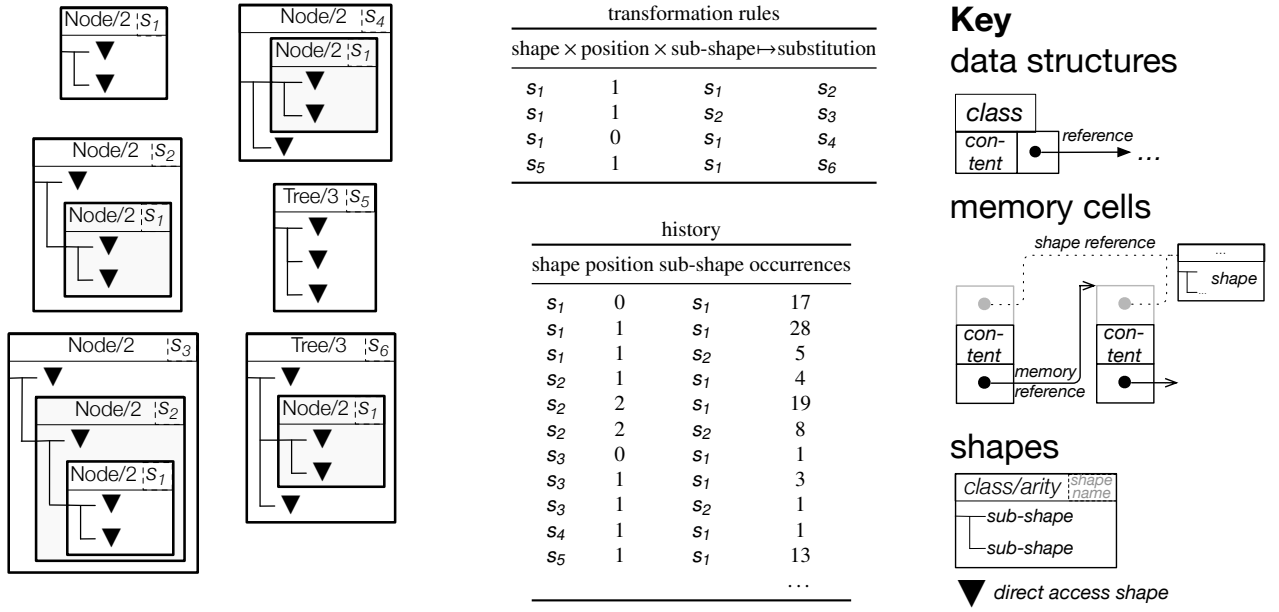 Node/2 s1
Node/2 s4
Node/2 s1
Node/2 s2
Node/2 s1
Tree/3 s5
Node/2 s3
Node/2 s2
Node/2 s1
Tree/3 s6
Node/2 s1
transformation rules
shape × position × sub-shape↦substitution
s1 1 s1 s2
s1 1 s2 s3
s1 0 s1 s4
s5 1 s1 s6
history
shape position sub-shape occurrences
s1 0 s1 17
s1 1 s1 28
s1 1 s2 5
s2 1 s1 4
s2 2 s1 19
s2 2 s2 8
s3 0 s1 1
s3 1 s1 3
s3 1 s2 1
s4 1 s1 1
s5 1 s1 13
...
Key
data structures
class
con-
tent
reference
...
memory cells
shape reference
...
shape
...
con-
tent
con-
tent
memory
reference
shapes
class/arity
shape
name
sub-shape
sub-shape
direct access shape